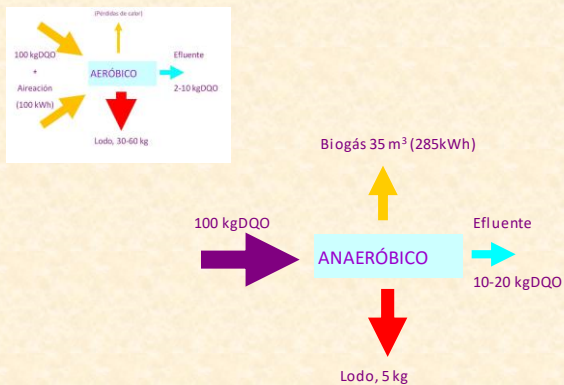 (Pérdidas de calor)
100 kgDQO
+
Aireación
(100 kWh)
AERÓBICO
Efluente
2-10 kgDQO
Lodo, 30-60 kg
Biogás 35 m³ (285kWh)
100 kgDQO
ANAERÓBICO
Efluente
10-20 kgDQO
Lodo, 5 kg